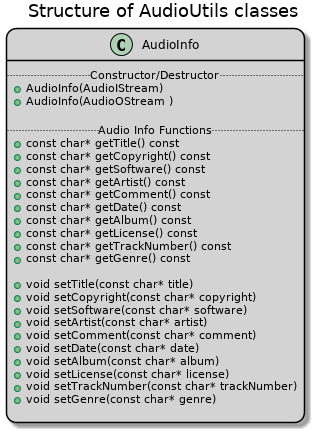 Structure of AudioUtils classes
C AudioInfo
Constructor/Destructor
AudioInfo(AudioIStream)
AudioInfo(AudioOStream )
Audio Info Functions
const char* getTitle() const
const char* getCopyright() const
const char* getSoftware() const
const char* getArtist() const
const char* getComment() const
const char* getDate() const
const char* getAlbum() const
const char* getLicense() const
const char* getTrackNumber() const
const char* getGenre() const
void setTitle(const char* title)
void setCopyright(const char* copyright)
void setSoftware(const char* software)
void setArtist(const char* artist)
void setComment(const char* comment)
void setDate(const char* date)
void setAlbum(const char* album)
void setLicense(const char* license)
void setTrackNumber(const char* trackNumber)
void setGenre(const char* genre)